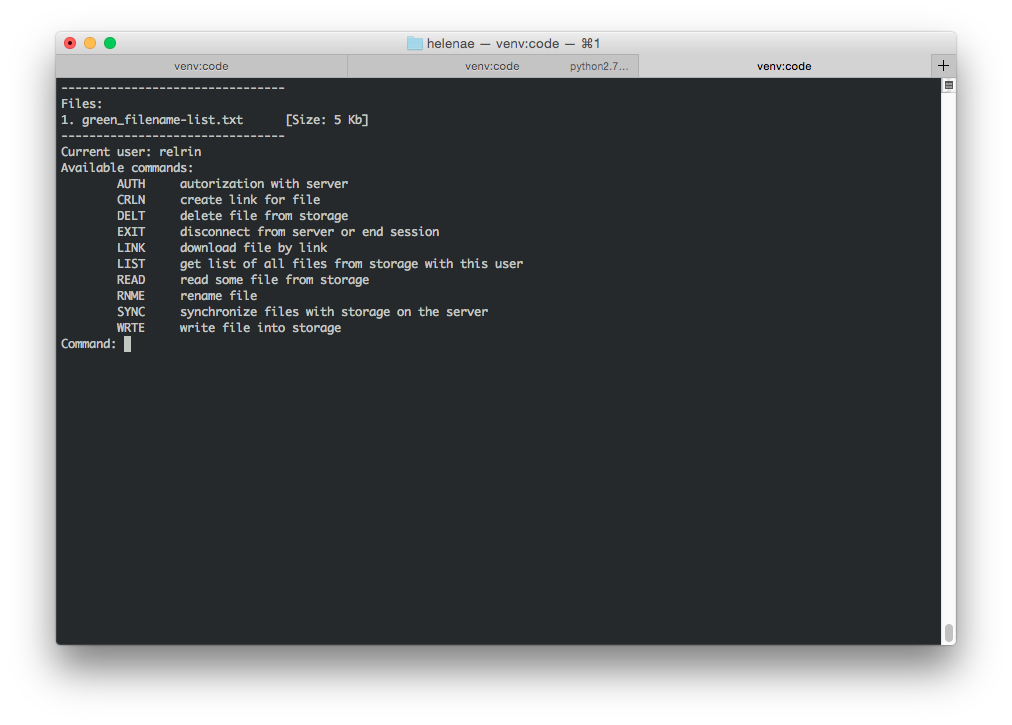 helenae — venv:code — ⌘1
venv:code venv:code python2.7... venv:code +
--------------------------------
Files:
1. green_filename-list.txt [Size: 5 Kb]
--------------------------------
Current user: relrin
Available commands:
AUTH autorization with server
CRLN create link for file
DELT delete file from storage
EXIT disconnect from server or end session
LINK download file by link
LIST get list of all files from storage with this user
READ read some file from storage
RNME rename file
SYNC synchronize files with storage on the server
WRTE write file into storage
Command: